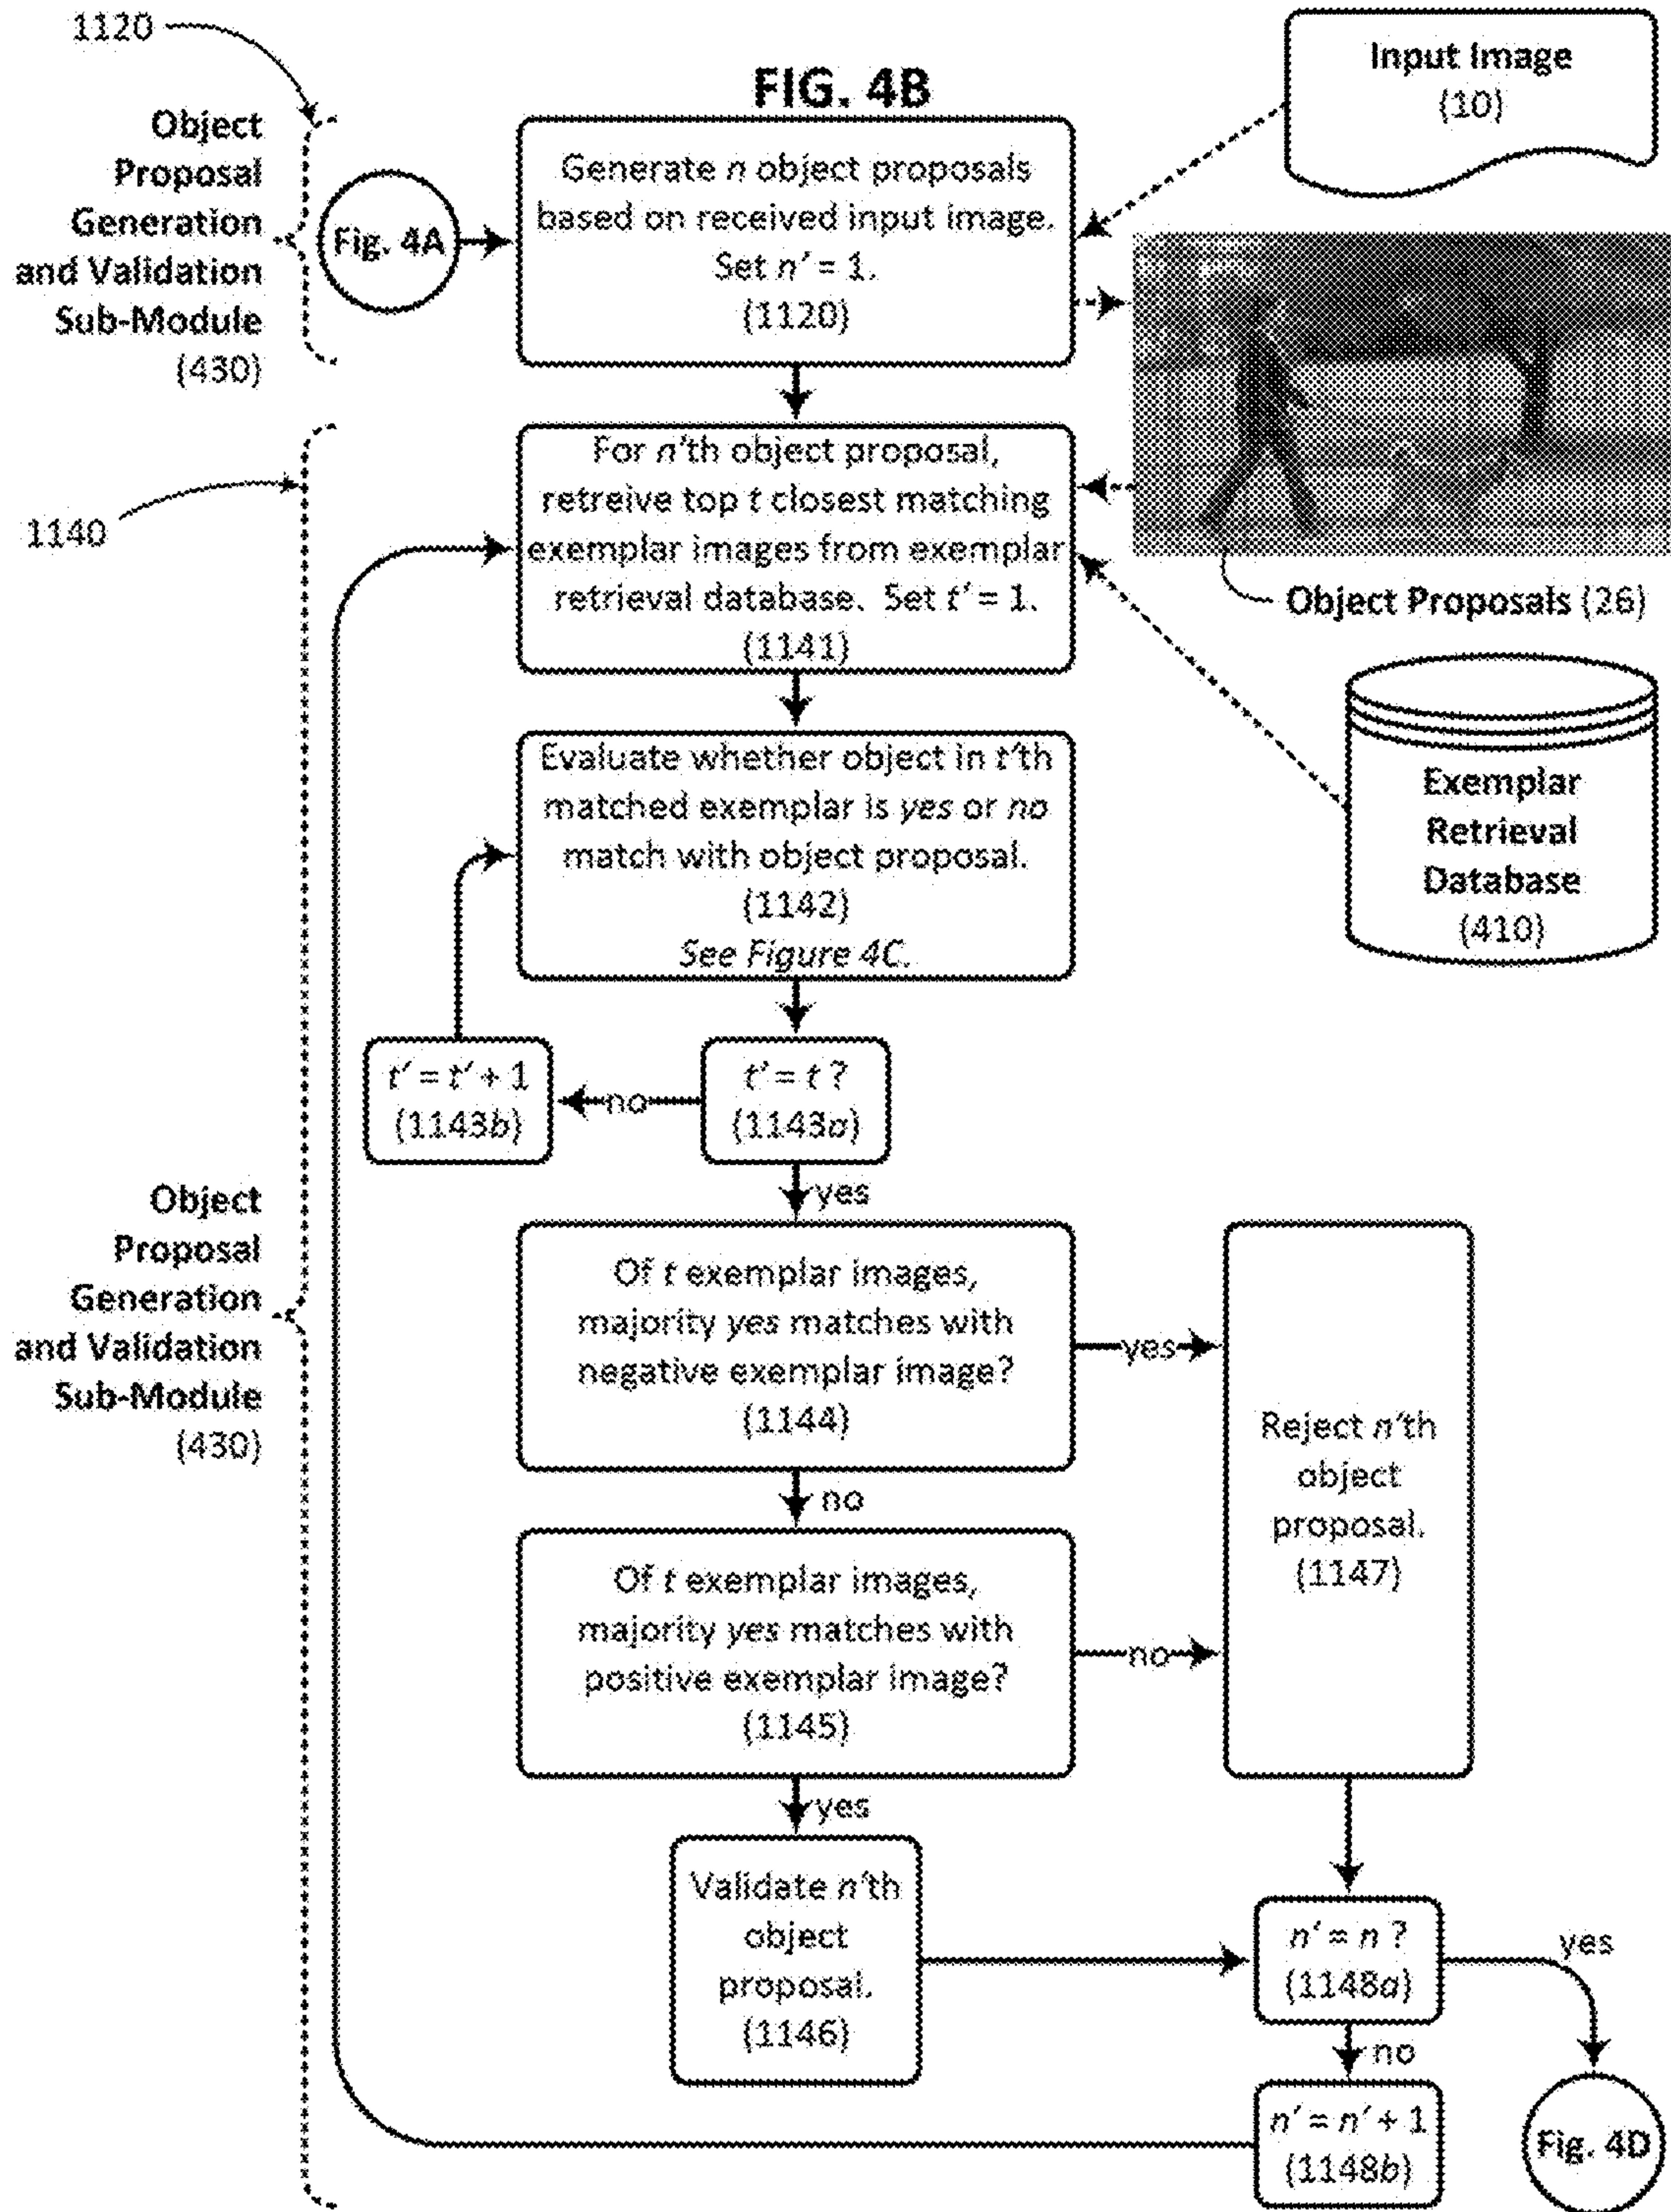 1120
FIG. 4B
Input Image
(10)
Object
Proposal
Generation
and Validation
Sub-Module
(430)
Fig. 4A
Generate n object proposals
based on received input image.
Set n' = 1.
(1120)
1140
For n'th object proposal,
retreive top t closest matching
exemplar images from exemplar
retrieval database. Set t' = 1.
(1141)
Object Proposals (26)
Evaluate whether object in t'th
matched exemplar is yes or no
match with object proposal.
(1142)
See Figure 4C.
Exemplar
Retrieval
Database
(410)
t' = t' + 1
(1143b)
no
t' = t ?
(1143a)
yes
Object
Proposal
Generation
and Validation
Sub-Module
(430)
Of t exemplar images,
majority yes matches with
negative exemplar image?
(1144)
yes
Reject n'th
object
proposal.
(1147)
no
Of t exemplar images,
majority yes matches with
positive exemplar image?
(1145)
no
yes
Validate n'th
object
proposal.
(1146)
n' = n ?
(1148a)
yes
no
n' = n' + 1
(1148b)
Fig. 4D